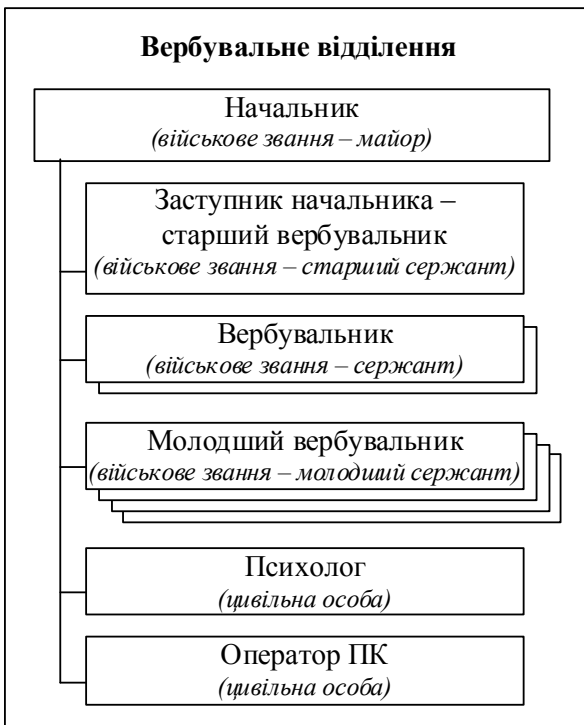 Вербувальне відділення
Начальник
(військове звання – майор)
Заступник начальника –
старший вербувальник
(військове звання – старший сержант)
Вербувальник
(військове звання – сержант)
Молодший вербувальник
(військове звання – молодший сержант)
Психолог
(цивільна особа)
Оператор ПК
(цивільна особа)